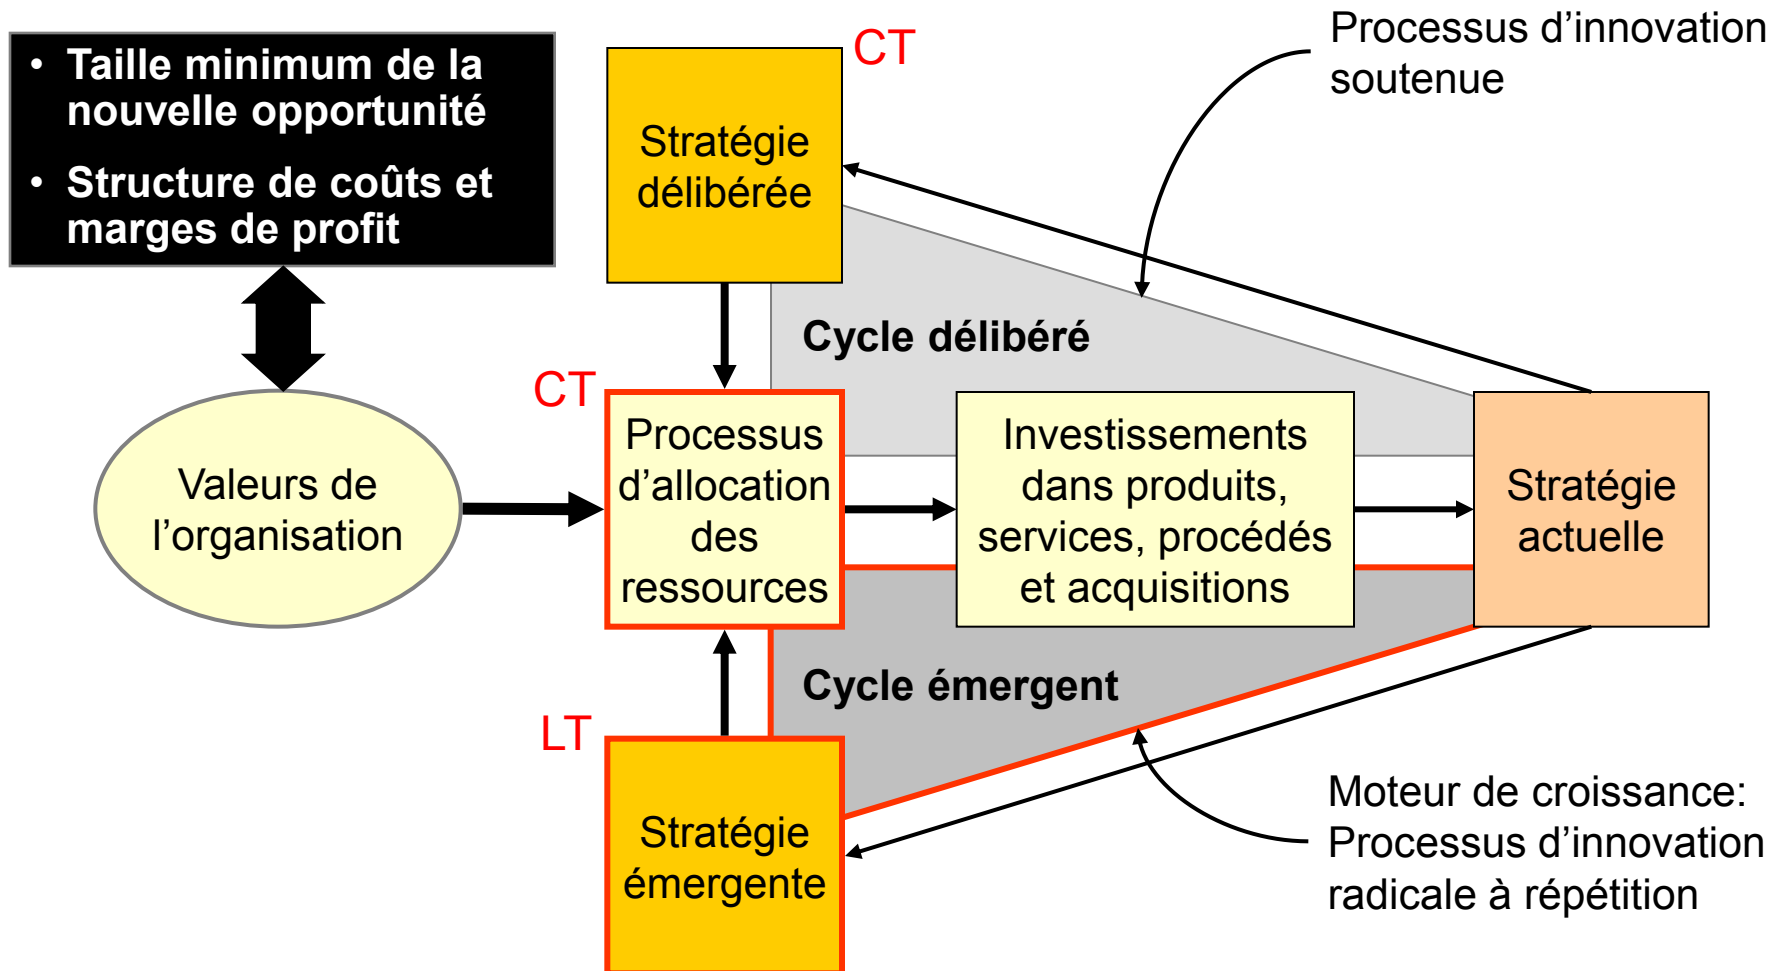 • Taille minimum de la
nouvelle opportunité
• Structure de coûts et
marges de profit
CT
Stratégie
délibérée
Processus d’innovation
soutenue
Cycle délibéré
CT
Valeurs de
l’organisation
Processus
d’allocation
des
ressources
Investissements
dans produits,
services, procédés
et acquisitions
Stratégie
actuelle
Cycle émergent
LT
Stratégie
émergente
Moteur de croissance:
Processus d’innovation
radicale à répétition